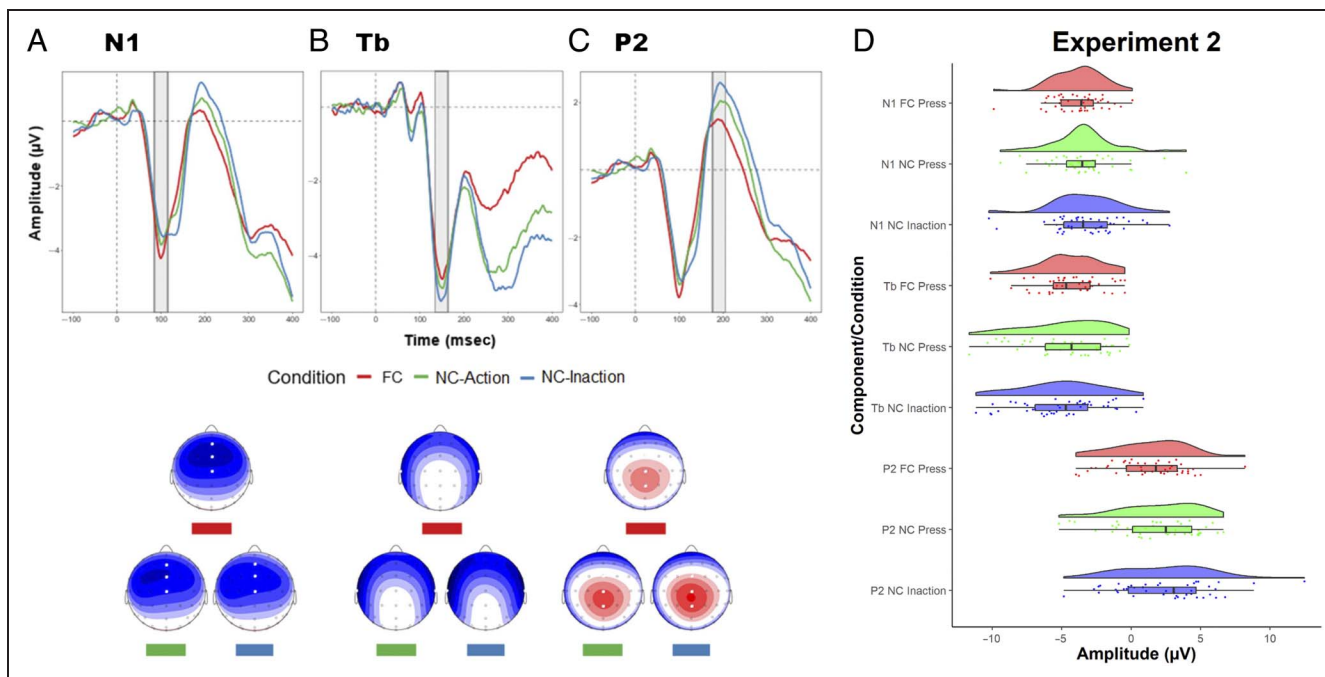 A N1
B Tb
C P2
D Experiment 2
Amplitude (µV)
−2
−4
−100 0 100 200 300 400
−2
−4
−100 0 100 200 300 400
2
−2
−4
−100 0 100 200 300 400
Time (msec)
Condition FC NC-Action NC-Inaction
Component/Condition
N1 FC Press
N1 NC Press
N1 NC Inaction
Tb FC Press
Tb NC Press
Tb NC Inaction
P2 FC Press
P2 NC Press
P2 NC Inaction
−10 −5 0 5 10
Amplitude (µV)